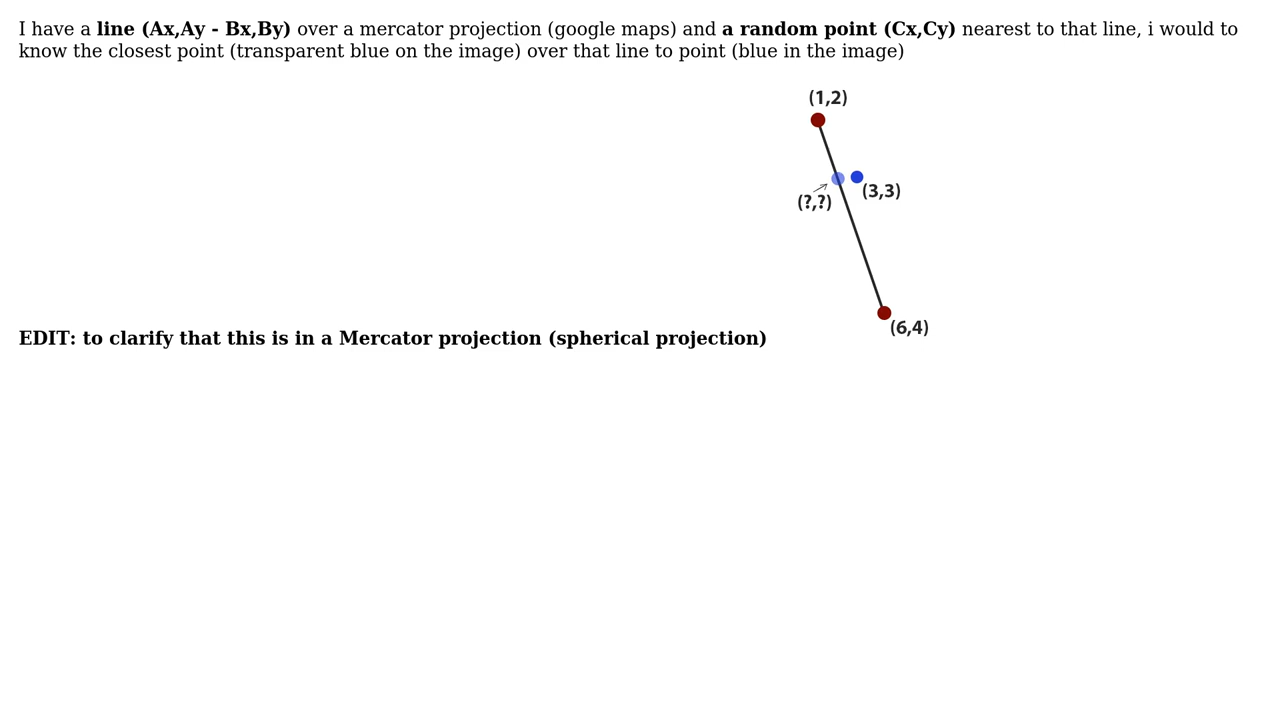 I have a line (Ax,Ay - Bx,By) over a mercator projection (google maps) and a random point (Cx,Cy) nearest to that line, i would to
know the closest point (transparent blue on the image) over that line to point (blue in the image)
(1,2)
(3,3)
(?,?)
(6,4)
EDIT: to clarify that this is in a Mercator projection (spherical projection)